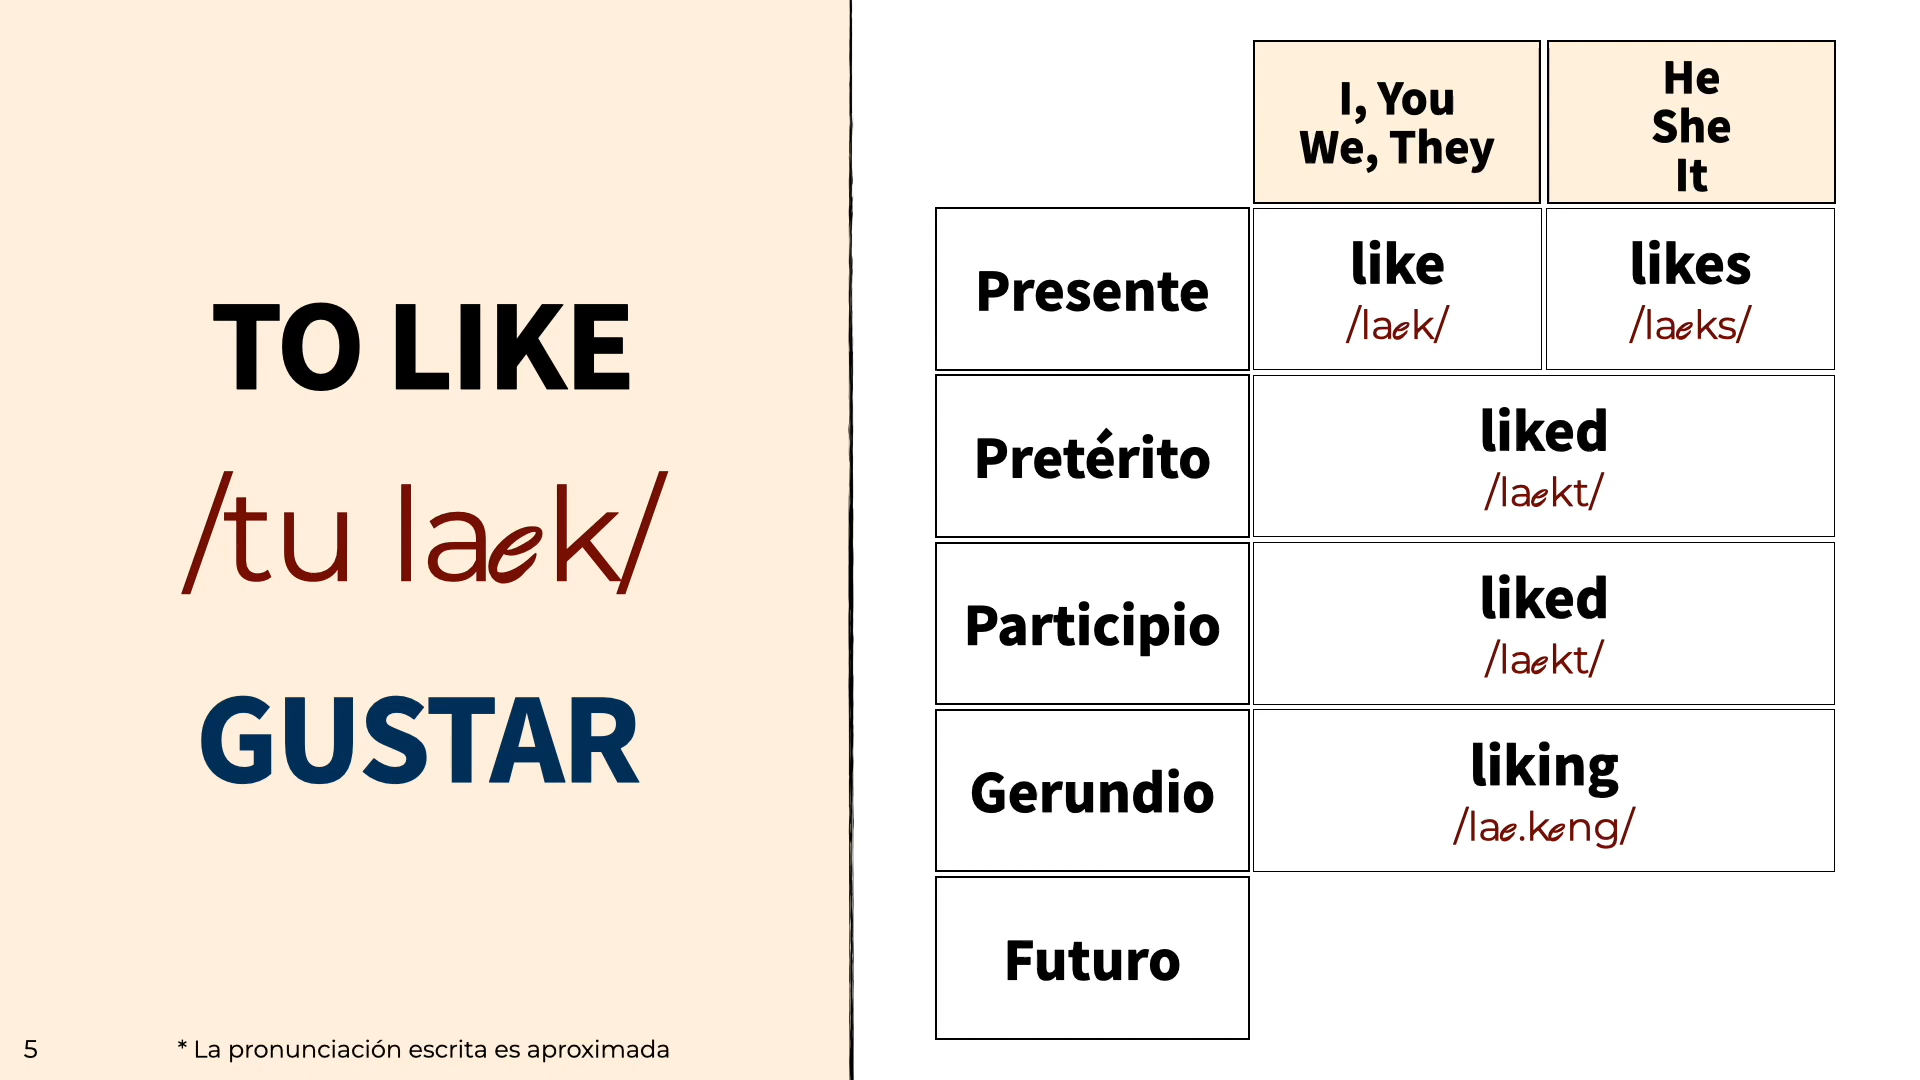 TO LIKE
/tu laek/
GUSTAR
5
* La pronunciación escrita es aproximada
I, You
We, They
He
She
It
Presente
like
/laek/
likes
/laeks/
Pretérito
liked
/laekt/
Participio
liked
/laekt/
Gerundio
liking
/lae.keng/
Futuro